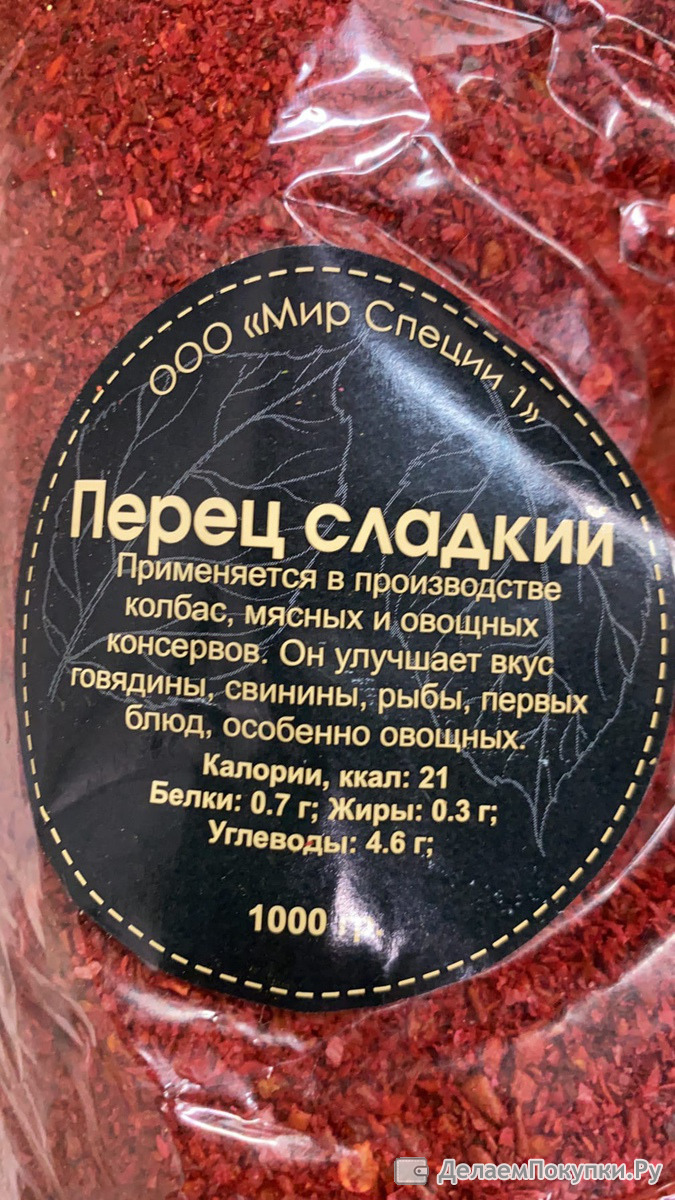 ООО «Мир Специи 1»
Перец сладкий
Применяется в производстве
колбас, мясных и овощных
консервов. Он улучшает вкус
говядины, свинины, рыбы, первых
блюд, особенно овощных.
Калории, ккал: 21
Белки: 0.7 г; Жиры: 0.3 г;
Углеводы: 4.6 г;
1000 гр.
ДелаемПокупки.Ру